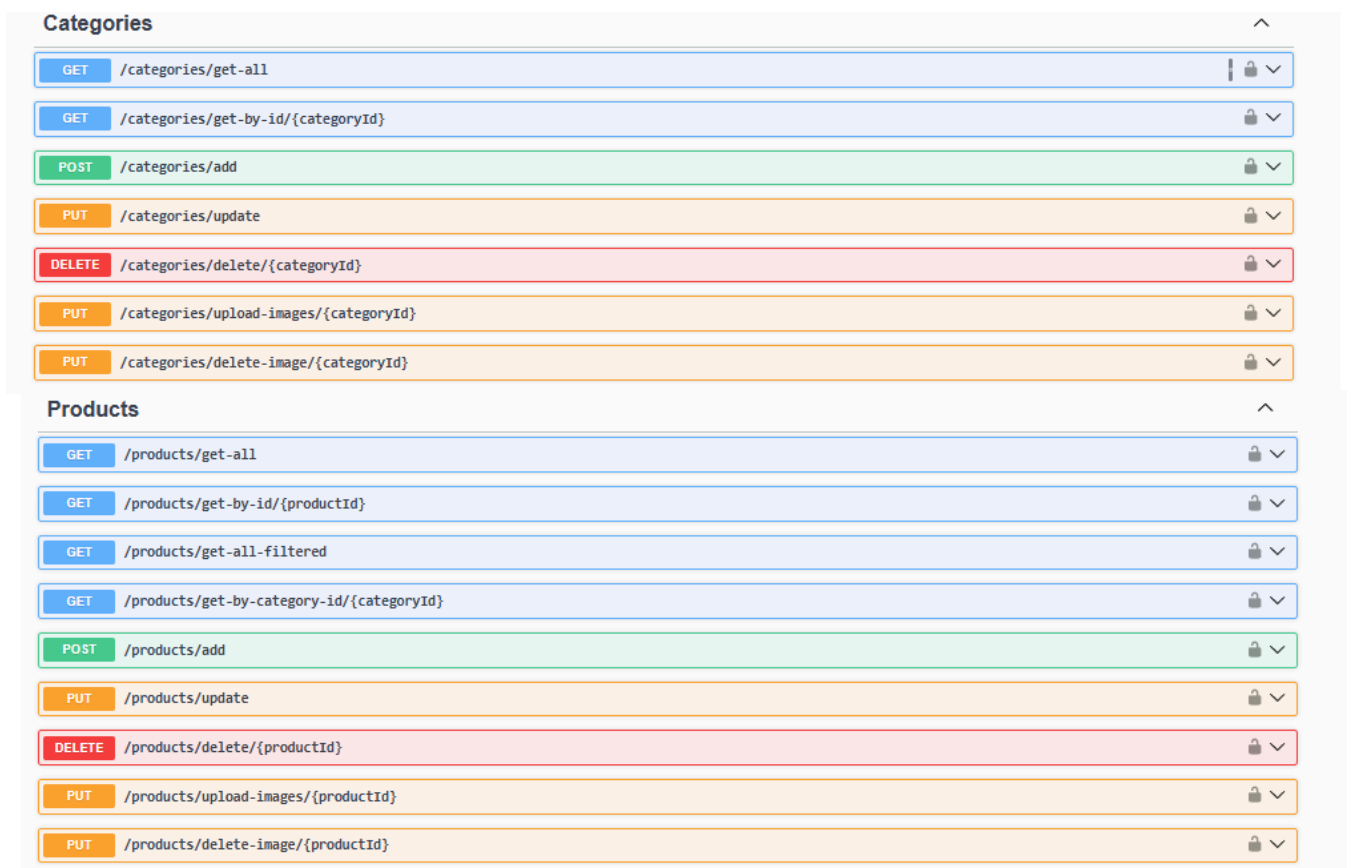 Categories
GET /categories/get-all
GET /categories/get-by-id/{categoryId}
POST /categories/add
PUT /categories/update
DELETE /categories/delete/{categoryId}
PUT /categories/upload-images/{categoryId}
PUT /categories/delete-image/{categoryId}
Products
GET /products/get-all
GET /products/get-by-id/{productId}
GET /products/get-all-filtered
GET /products/get-by-category-id/{categoryId}
POST /products/add
PUT /products/update
DELETE /products/delete/{productId}
PUT /products/upload-images/{productId}
PUT /products/delete-image/{productId}